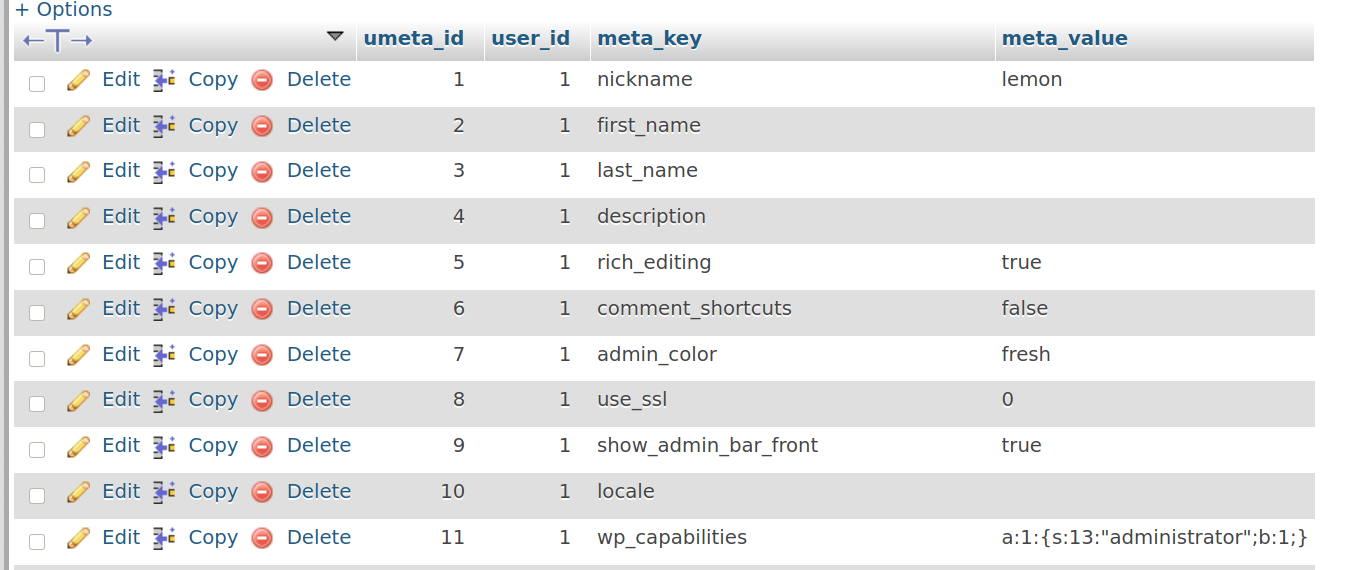 + Options
←T→ umeta_id user_id meta_key meta_value
Edit Copy Delete 1 1 nickname lemon
Edit Copy Delete 2 1 first_name
Edit Copy Delete 3 1 last_name
Edit Copy Delete 4 1 description
Edit Copy Delete 5 1 rich_editing true
Edit Copy Delete 6 1 comment_shortcuts false
Edit Copy Delete 7 1 admin_color fresh
Edit Copy Delete 8 1 use_ssl 0
Edit Copy Delete 9 1 show_admin_bar_front true
Edit Copy Delete 10 1 locale
Edit Copy Delete 11 1 wp_capabilities a:1:{s:13:"administrator";b:1;}